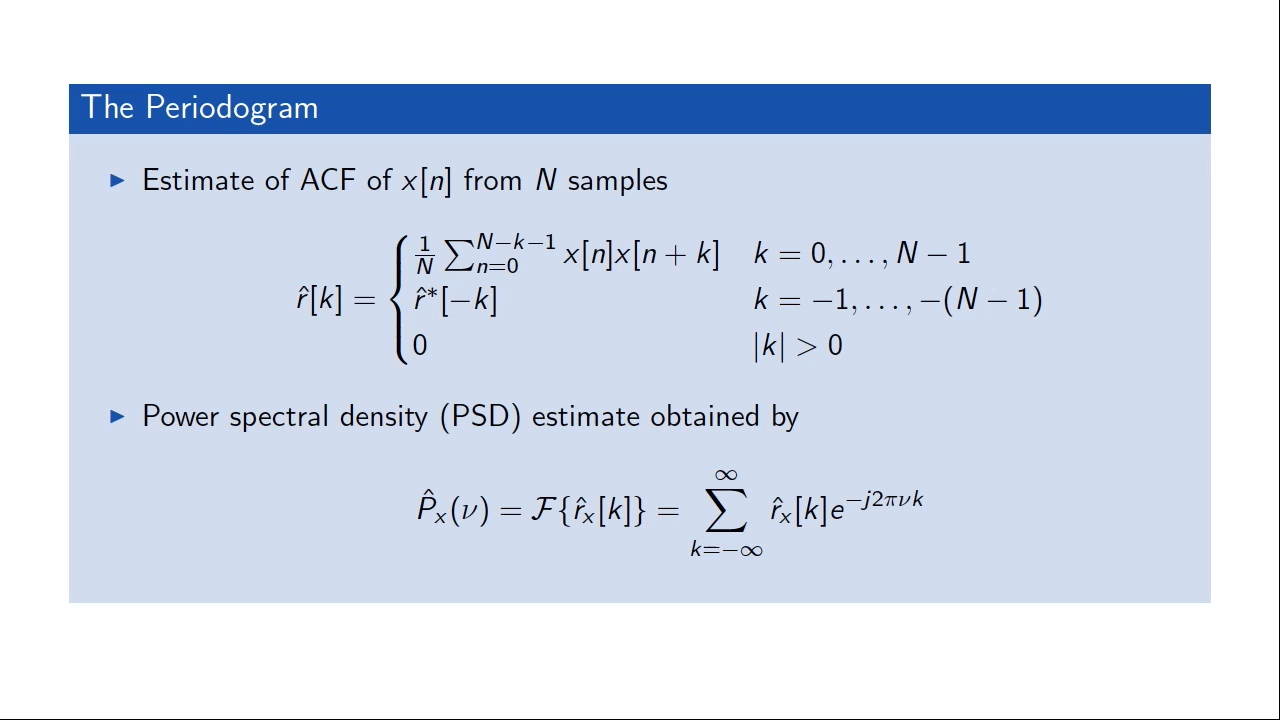 The Periodogram
▶ Estimate of ACF of x[n] from N samples
r̂[k] = { 1/N ∑_{n=0}^{N−k−1} x[n]x[n + k]   k = 0, . . . , N − 1
r̂*[−k]   k = −1, . . . , −(N − 1)
0   |k| > 0
▶ Power spectral density (PSD) estimate obtained by
P̂_x(ν) = ℱ{r̂_x[k]} = ∑_{k=−∞}^{∞} r̂_x[k]e^{−j2πνk}